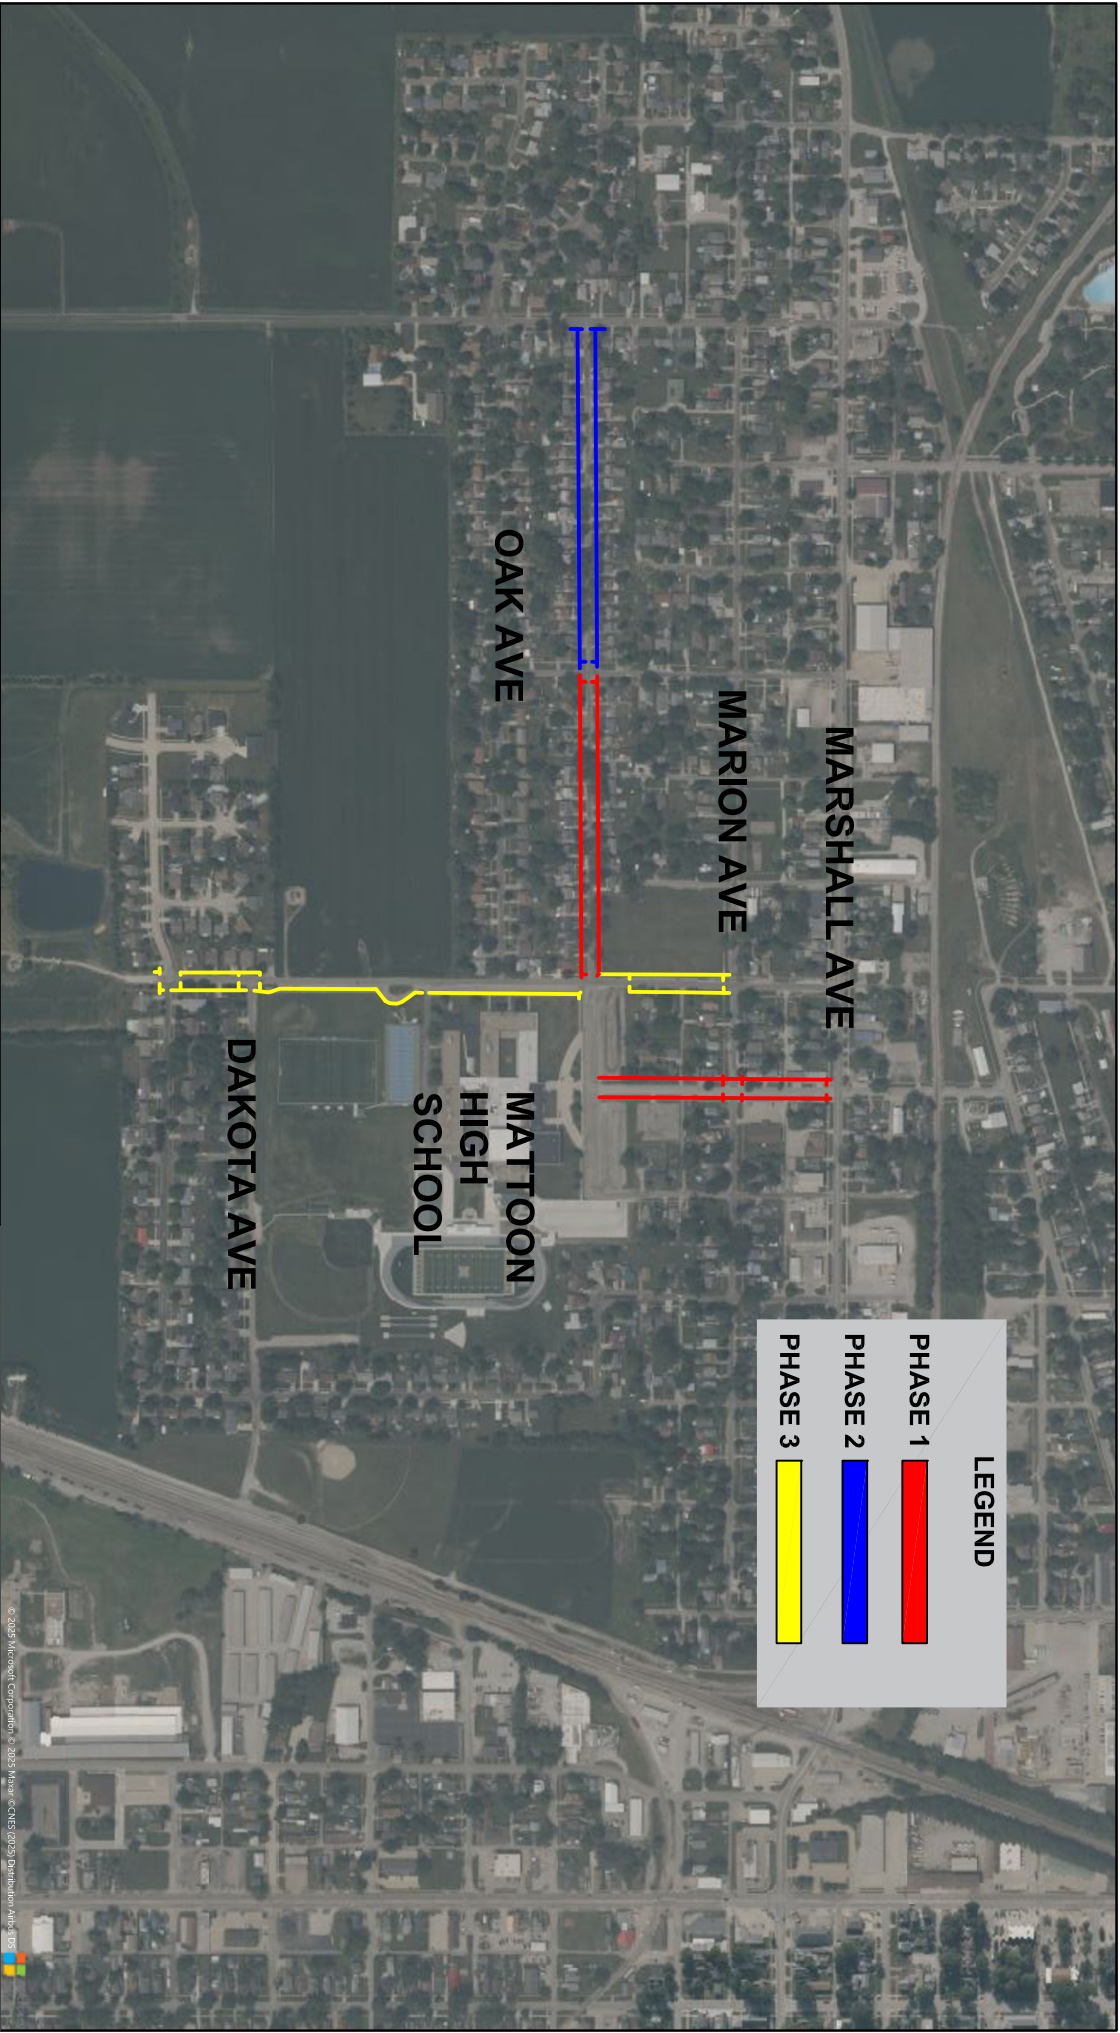 MARSHALL AVE
MARION AVE
OAK AVE
MATTOON
HIGH
SCHOOL
DAKOTA AVE
LEGEND
PHASE 1
PHASE 2
PHASE 3
© 2025 Microsoft Corporation © 2025 Maxar ©CNES (2025) Distribution Airbus DS